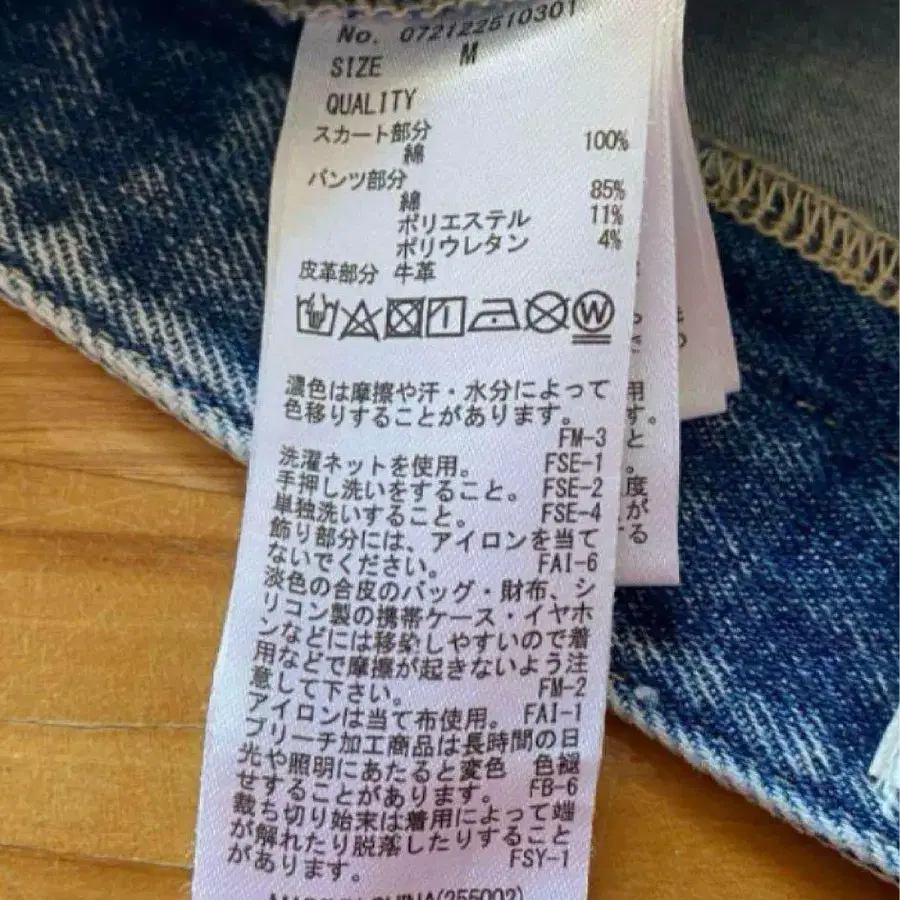 No. 072122510301
SIZE M
QUALITY
スカート部分
綿 100%
パンツ部分
綿 85%
ポリエステル 11%
ポリウレタン 4%
皮革部分 牛革
W
濃色は摩擦や汗・水分によって
色移りすることがあります。
FM-3
洗濯ネットを使用。 FSE-1
手押し洗いをすること。 FSE-2
単独洗いすること。 FSE-4
飾り部分には、アイロンを当て
ないでください。 FAI-6
淡色の合皮のバッグ・財布、シ
リコン製の携帯ケース・イヤホ
ンなどには移染しやすいので着
用などで摩擦が起きないよう注
意して下さい。 FM-2
アイロンは当て布使用。 FAI-1
ブリーチ加工商品は長時間の日
光や照明にあたると変色 色褪
せすることがあります。 FB-6
裁ち切り始末は着用によって端
が解れたり脱落したりすること
があります。 FSY-1
(255002)
用
す。
と
。
度
が
する